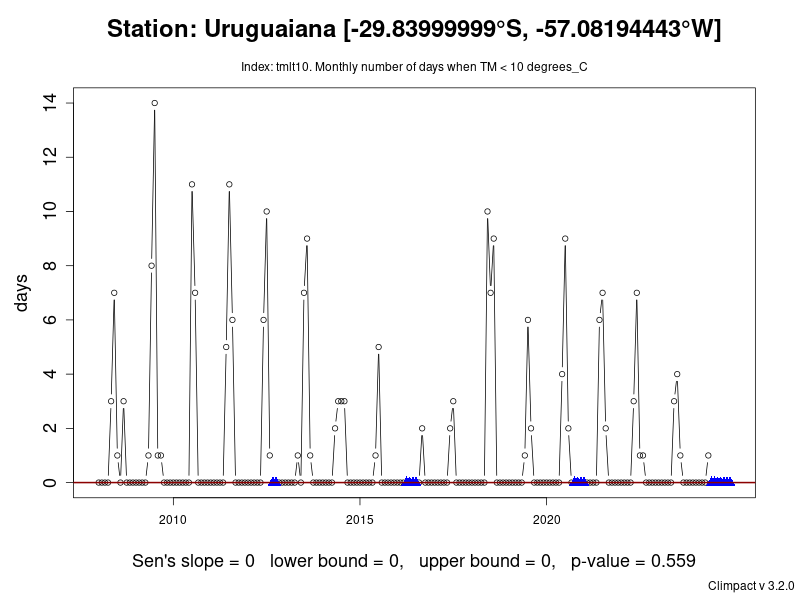 Station: Uruguaiana [-29.83999999°S, -57.08194443°W]
Index: tmlt10. Monthly number of days when TM < 10 degrees_C
days
14
12
10
8
6
4
2
0
2010 2015 2020
Sen's slope = 0 lower bound = 0, upper bound = 0, p-value = 0.559
Climpact v 3.2.0